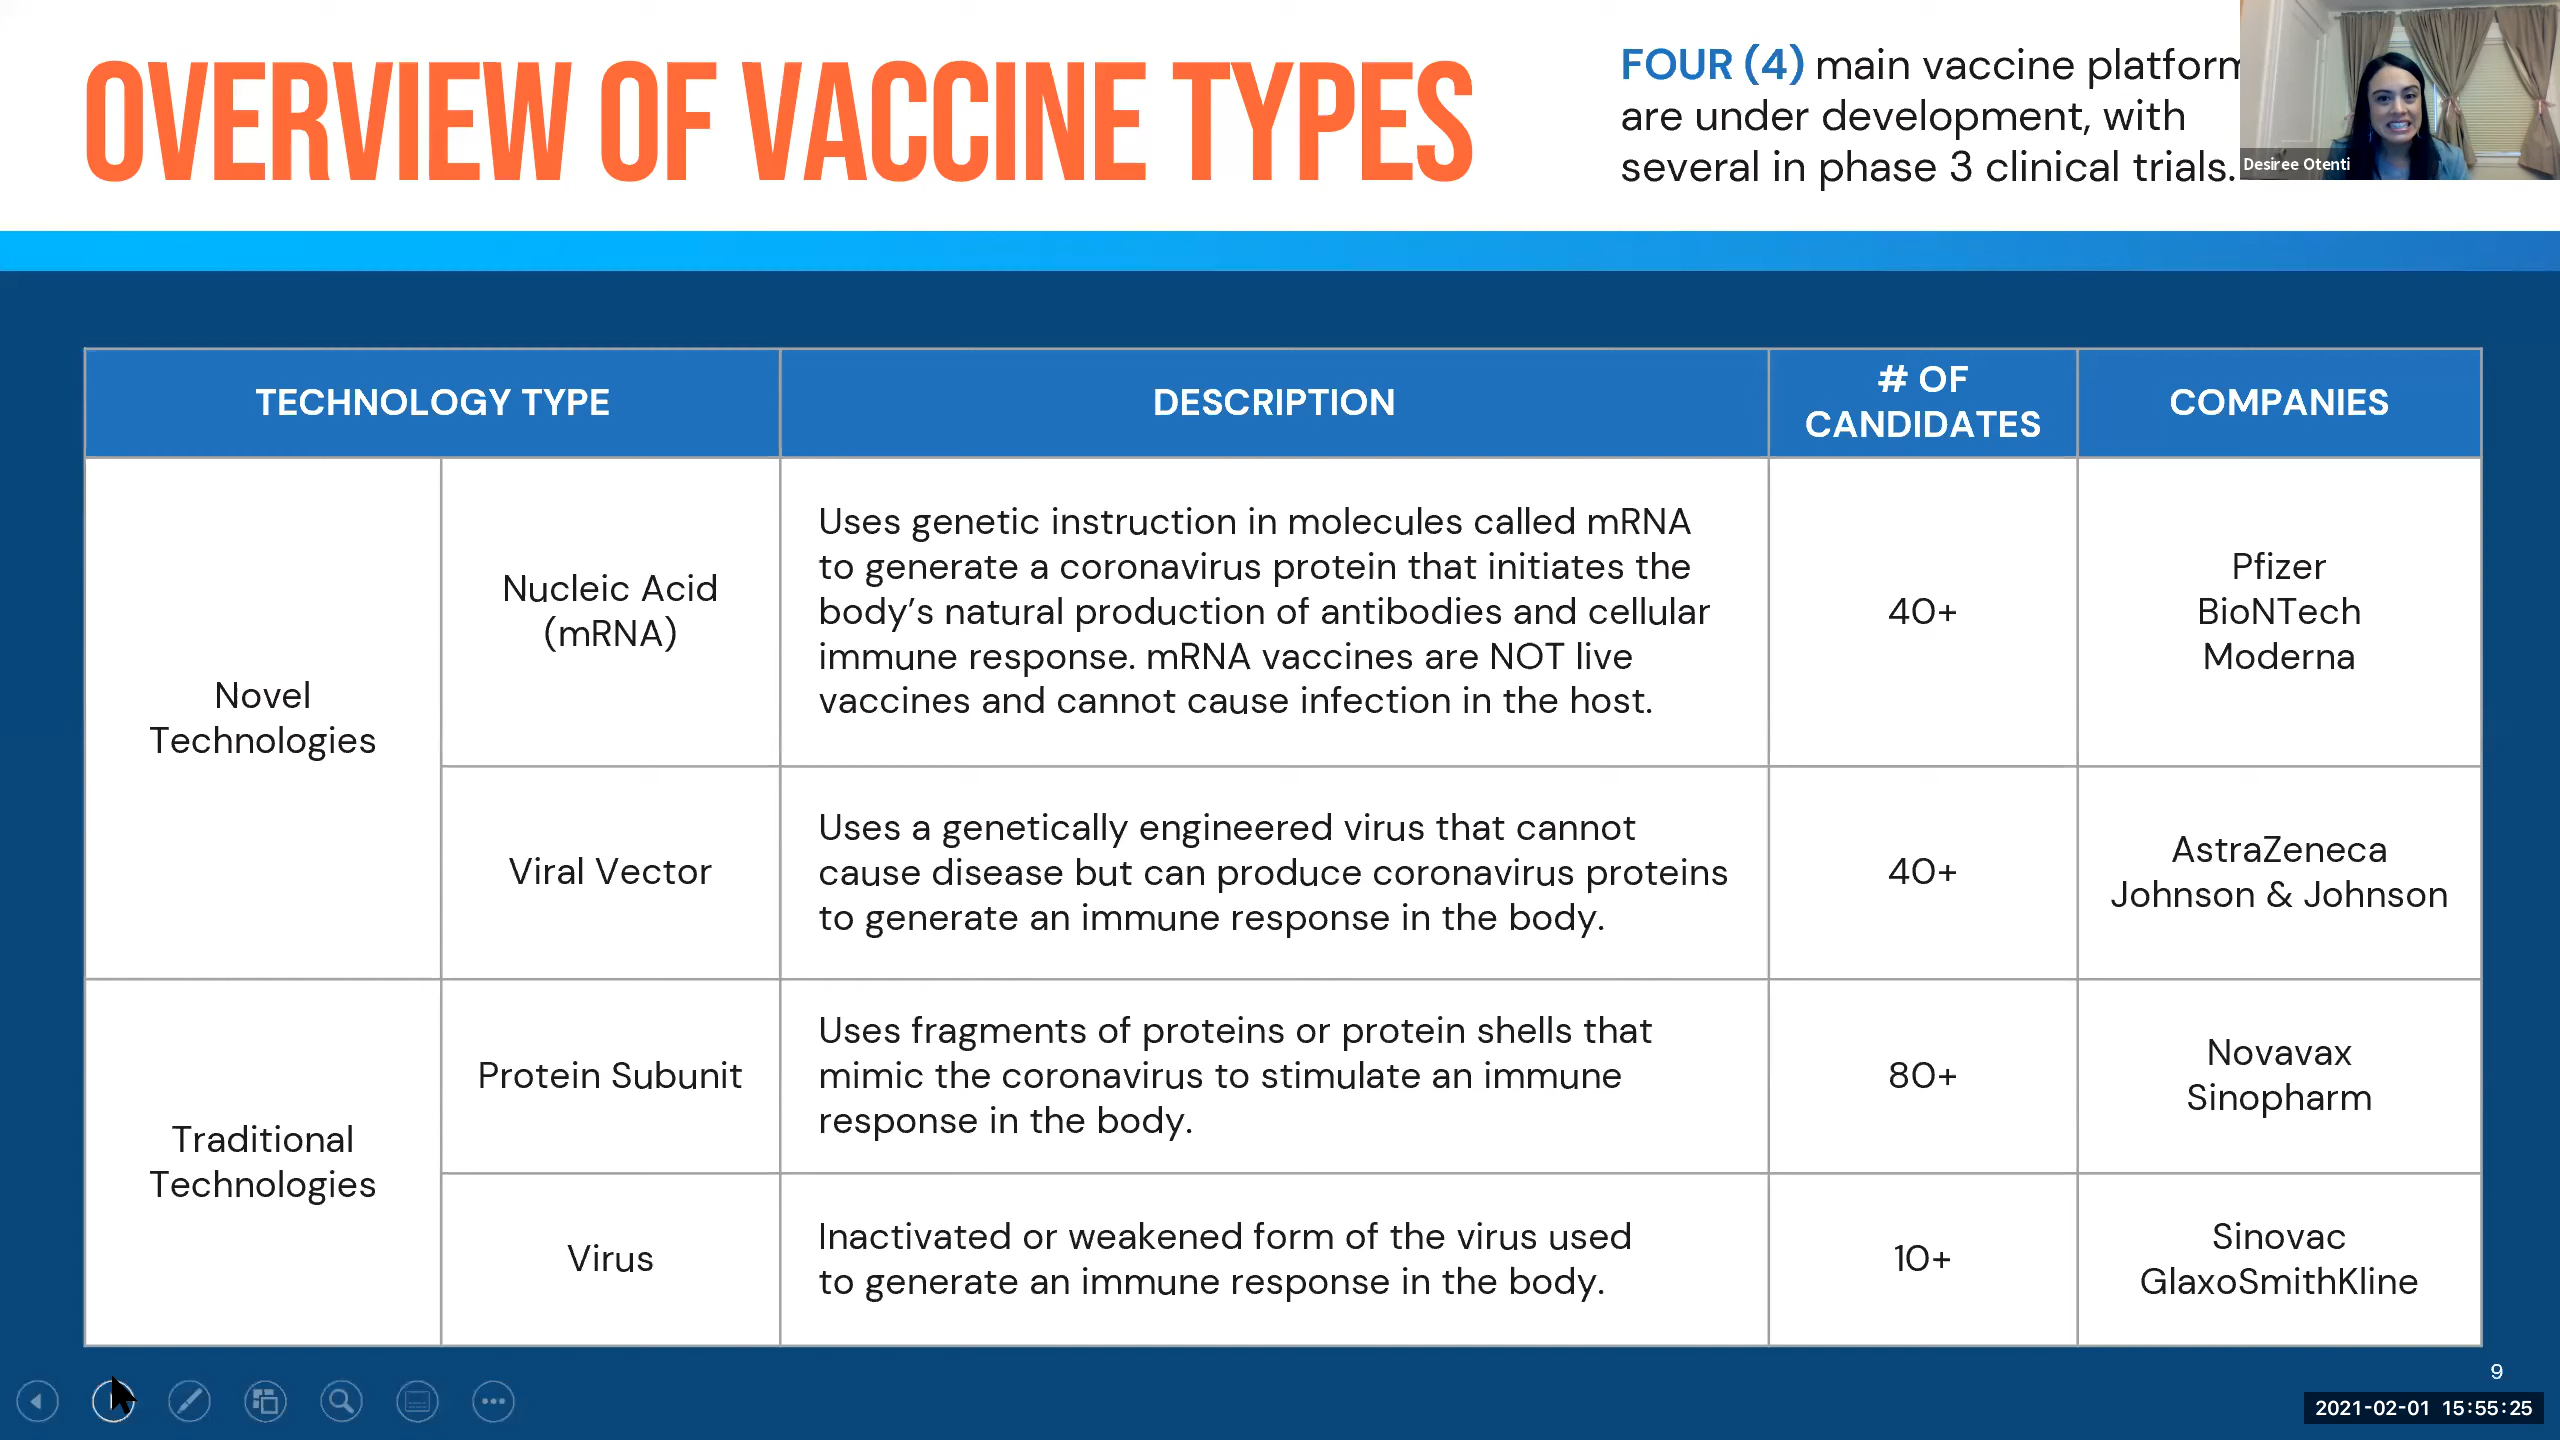 OVERVIEW OF VACCINE TYPES
FOUR (4) main vaccine platform
are under development, with
several in phase 3 clinical trials.
Desiree Otenti
TECHNOLOGY TYPE
DESCRIPTION
# OF
CANDIDATES
COMPANIES
Novel
Technologies
Nucleic Acid
(mRNA)
Uses genetic instruction in molecules called mRNA
to generate a coronavirus protein that initiates the
body’s natural production of antibodies and cellular
immune response. mRNA vaccines are NOT live
vaccines and cannot cause infection in the host.
40+
Pfizer
BioNTech
Moderna
Viral Vector
Uses a genetically engineered virus that cannot
cause disease but can produce coronavirus proteins
to generate an immune response in the body.
40+
AstraZeneca
Johnson & Johnson
Traditional
Technologies
Protein Subunit
Uses fragments of proteins or protein shells that
mimic the coronavirus to stimulate an immune
response in the body.
80+
Novavax
Sinopharm
Virus
Inactivated or weakened form of the virus used
to generate an immune response in the body.
10+
Sinovac
GlaxoSmithKline
9
2021-02-01 15:55:25